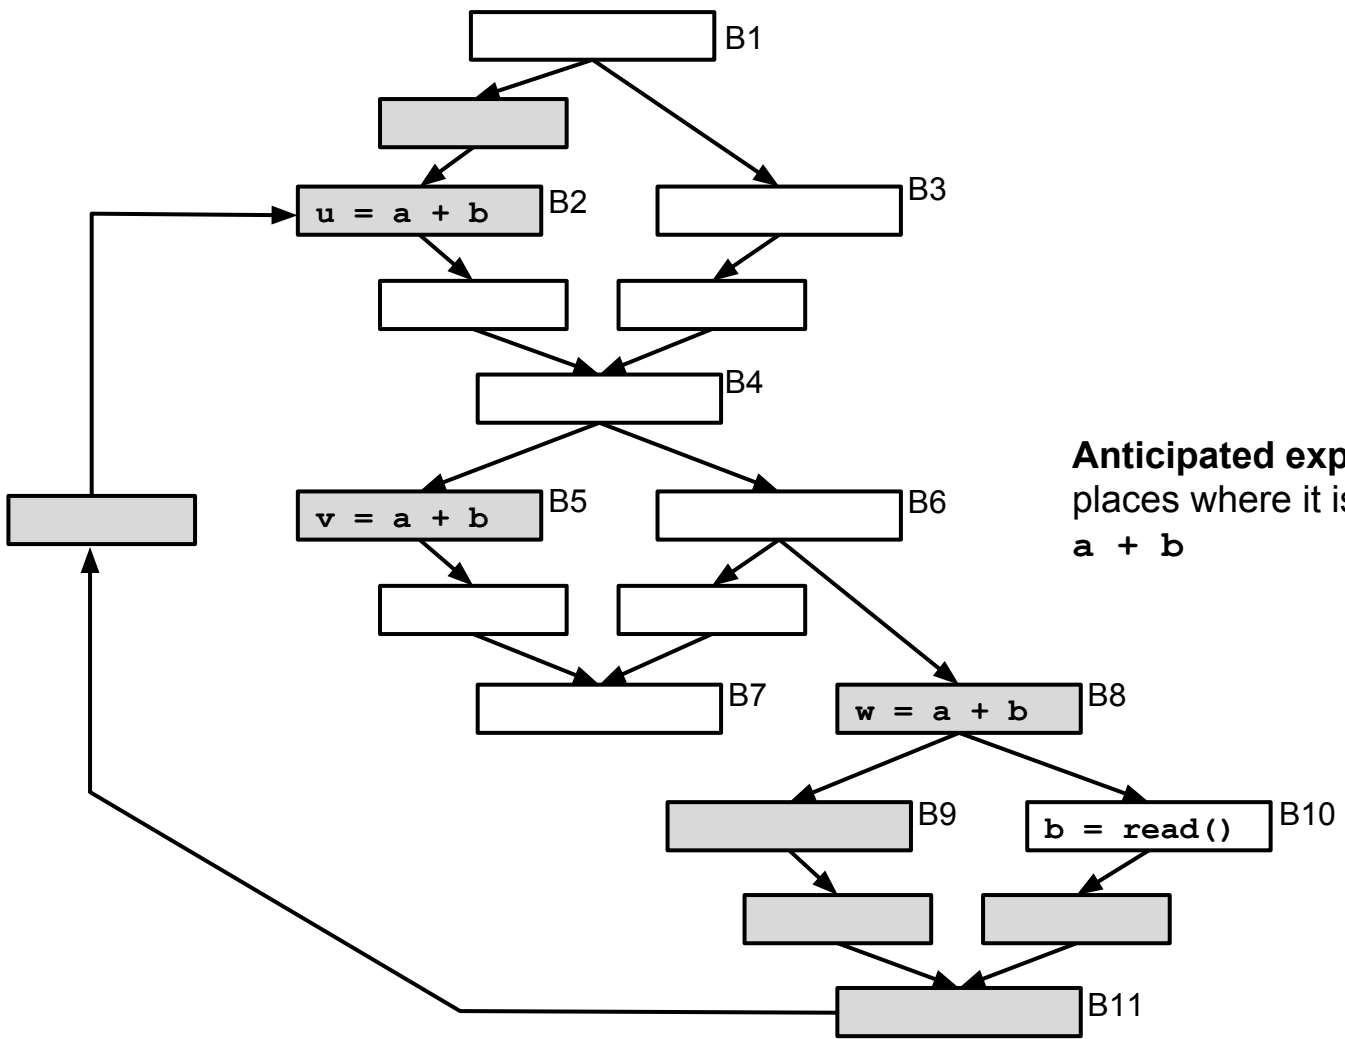 B1
u = a + b
B2
B3
B4
Anticipated exp
places where it is
a + b
v = a + b
B5
B6
B7
w = a + b
B8
B9
b = read()
B10
B11